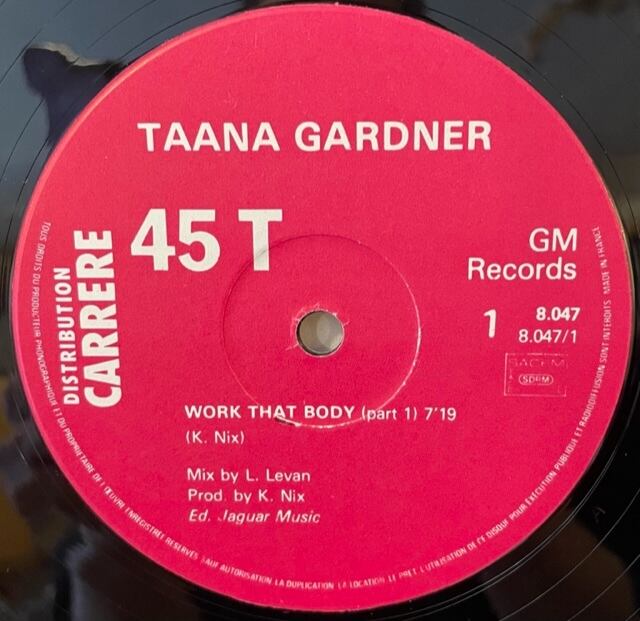 TAANA GARDNER
45 T
DISTRIBUTION
CARRERE
GM
Records
1
8.047
8.047/1
SACEM
SDRM
WORK THAT BODY (part 1) 7'19
(K. Nix)
Mix by L. Levan
Prod. by K. Nix
Ed. Jaguar Music
TOUS DROITS DU PRODUCTEUR PHONOGRAPHIQUE ET DU PROPRIETAIRE DE L'ŒUVRE ENREGISTREE RESERVES SAUF AUTORISATION LA DUPLICATION LA LOCATION LE PRET L'UTILISATION DE CE DISQUE POUR EXECUTION PUBLIQUE ET RADIODIFFUSION SONT INTERDITS MADE IN FRANCE